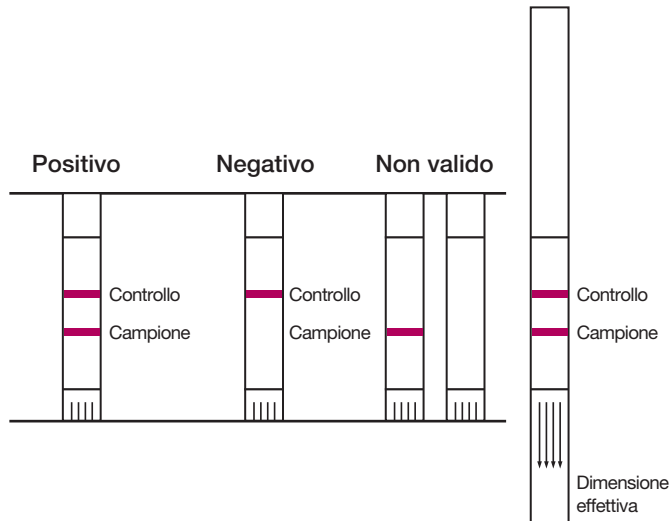 Positivo
Negativo
Non valido
Controllo
Controllo
Controllo
Campione
Campione
Campione
Dimensione
effettiva